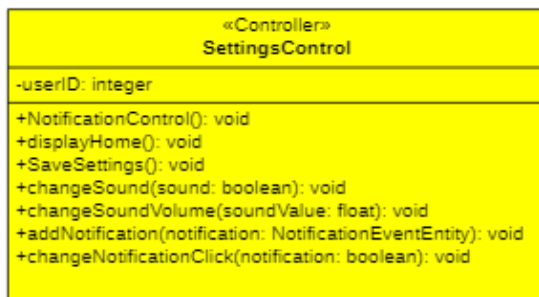 «Controller»
SettingsControl
-userID: integer
+NotificationControl(): void
+displayHome(): void
+SaveSettings(): void
+changeSound(sound: boolean): void
+changeSoundVolume(soundValue: float): void
+addNotification(notification: NotificationEventEntity): void
+changeNotificationClick(notification: boolean): void